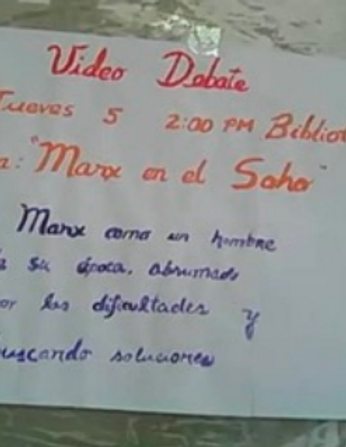 Video Debate
Jueves 5 2:00 PM Bibliot
a: "Marx en el Soho"
Marx como un hombre
su época, abrumado
or las dificultades y
uscando soluciones